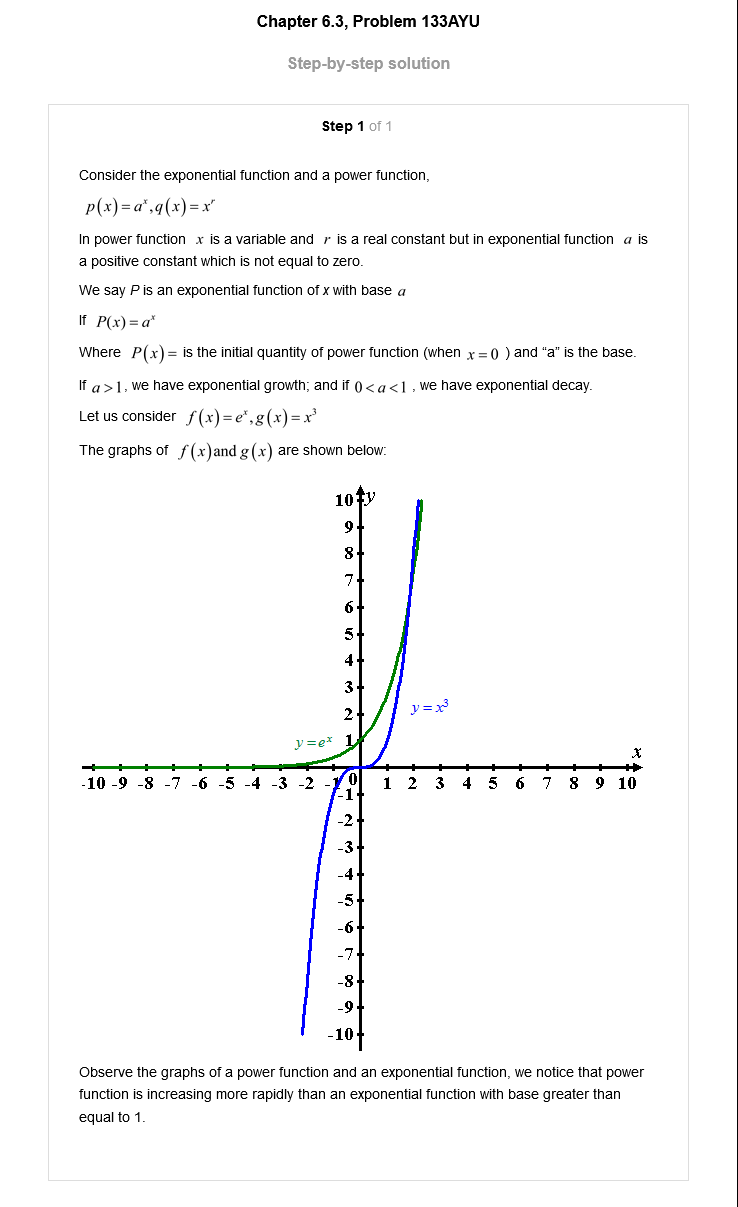 Chapter 6.3, Problem 133AYU
Step-by-step solution
Step 1 of 1
Consider the exponential function and a power function,
p(x)=aˣ,q(x)=xʳ
In power function x is a variable and r is a real constant but in exponential function a is
a positive constant which is not equal to zero.
We say P is an exponential function of x with base a
If P(x)=aˣ
Where P(x)= is the initial quantity of power function (when x=0 ) and “a” is the base.
If a>1, we have exponential growth; and if 0<a<1 , we have exponential decay.
Let us consider f(x)=eˣ,g(x)=x³
The graphs of f(x)and g(x) are shown below:
10 y
9
8
7
6
5
4
3
2
y=x³
y=eˣ 1
x
-10 -9 -8 -7 -6 -5 -4 -3 -2 -1 0 1 2 3 4 5 6 7 8 9 10
-1
-2
-3
-4
-5
-6
-7
-8
-9
-10
Observe the graphs of a power function and an exponential function, we notice that power
function is increasing more rapidly than an exponential function with base greater than
equal to 1.